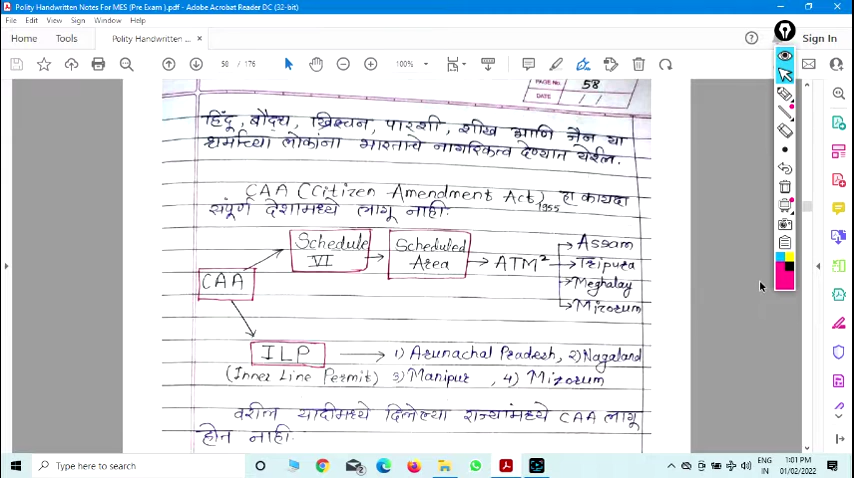 Polity Handwritten Notes For MES (Pre Exam ).pdf - Adobe Acrobat Reader DC (32-bit)
File Edit View Sign Window Help
Home Tools Polity Handwritten ... × Sign In
50 / 176 100%
PAGE NO. 58
DATE / /
हिंदू, बौद्ध, ख्रिश्चन, पारशी, शीख आणि जैन या
धर्माच्या लोकांना भारताचे नागरिकत्व देण्यात येईल.
CAA (Citizen Amendment Act) 1955 हा कायदा
संपूर्ण देशामध्ये लागू नाही.
Schedule VI
Scheduled Area
ATM²
Assam
Tripura
Meghalay
Mizorum
CAA
ILP
1) Arunachal Pradesh, 2) Nagaland
(Inner Line Permit) 3) Manipur , 4) Mizorum
वरील यादीमध्ये दिलेल्या राज्यांमध्ये CAA लागू
होत नाही.
Type here to search
ENG
IN
1:01 PM
01/02/2022